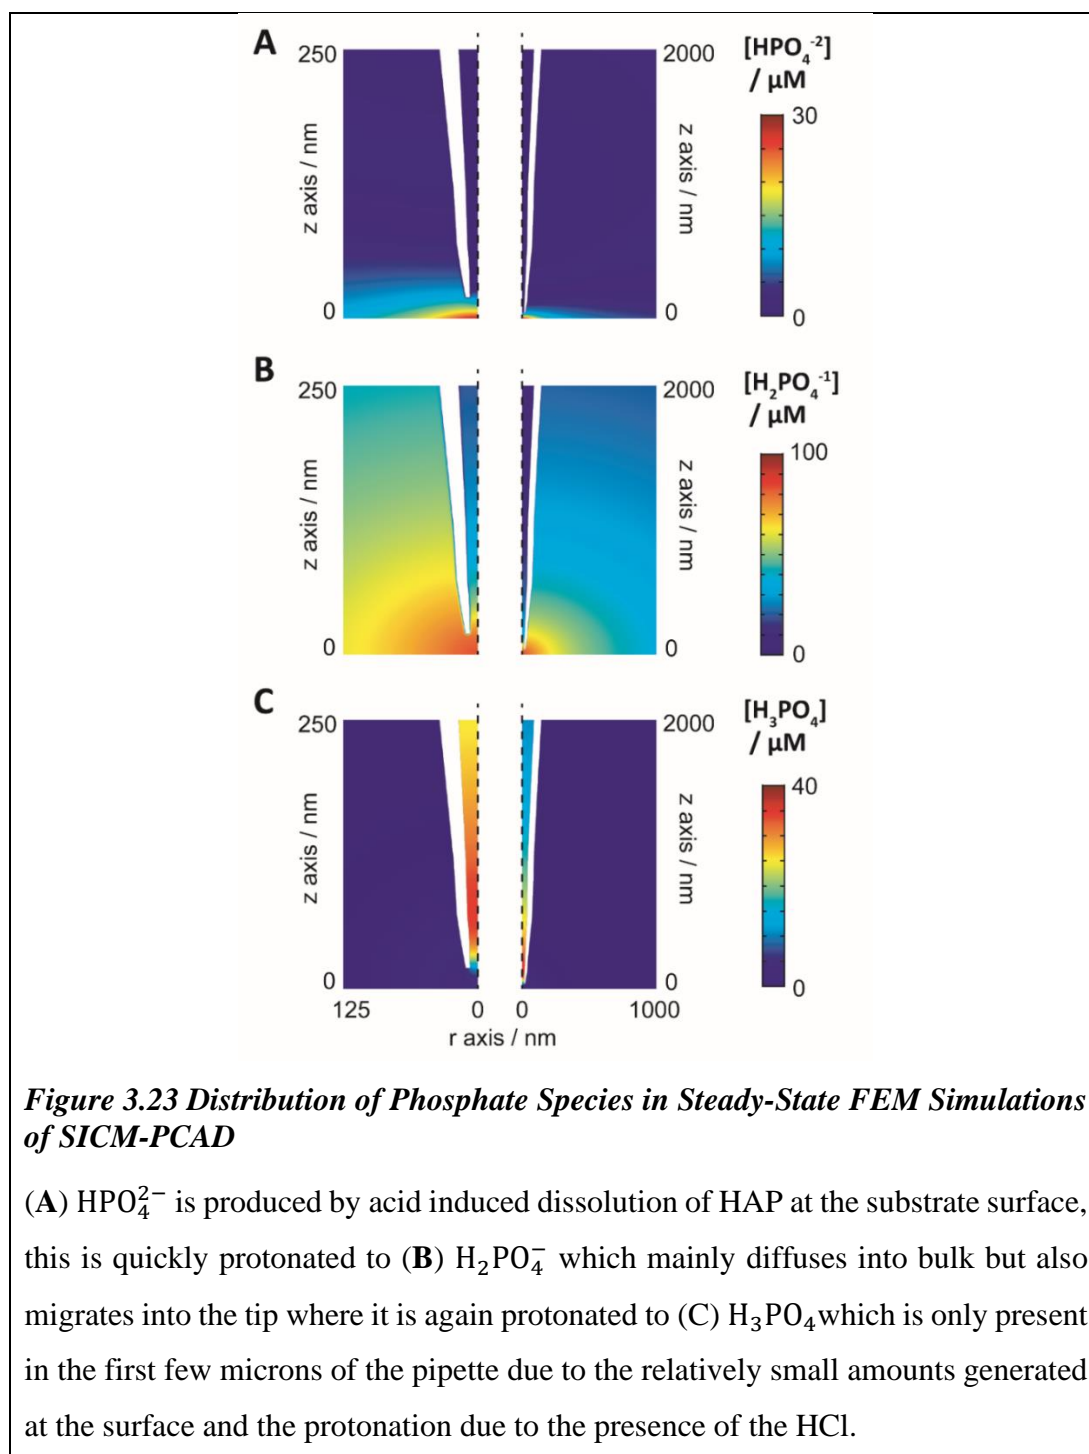 A
250
z axis / nm
0
2000
z axis / nm
0
[HPO₄⁻²]
/ μM
30
0
B
250
z axis / nm
0
2000
z axis / nm
0
[H₂PO₄⁻¹]
/ μM
100
0
C
250
z axis / nm
0
2000
z axis / nm
0
[H₃PO₄]
/ μM
40
0
125 0 0 1000
r axis / nm
Figure 3.23 Distribution of Phosphate Species in Steady-State FEM Simulations
of SICM-PCAD
(A) HPO₄²⁻ is produced by acid induced dissolution of HAP at the substrate surface,
this is quickly protonated to (B) H₂PO₄⁻ which mainly diffuses into bulk but also
migrates into the tip where it is again protonated to (C) H₃PO₄which is only present
in the first few microns of the pipette due to the relatively small amounts generated
at the surface and the protonation due to the presence of the HCl.